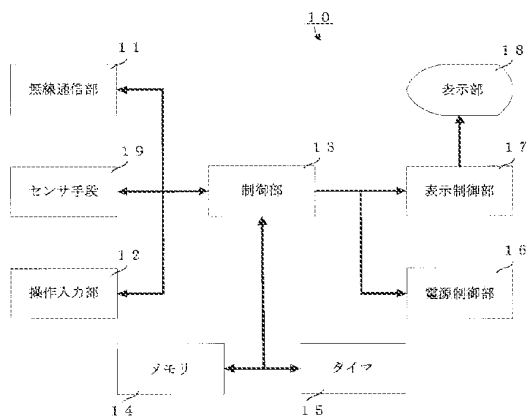 １０
１１
無線通信部
１８
表示部
１９
センサ手段
１３
制御部
１７
表示制御部
１２
操作入力部
１６
電源制御部
メモリ
１４
タイマ
１５